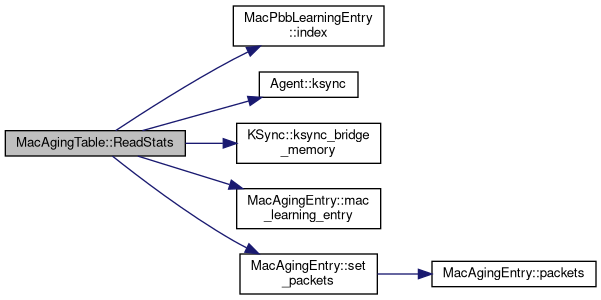 MacPbbLearningEntry
::index
Agent::ksync
MacAgingTable::ReadStats
KSync::ksync_bridge
_memory
MacAgingEntry::mac
_learning_entry
MacAgingEntry::set
_packets
MacAgingEntry::packets